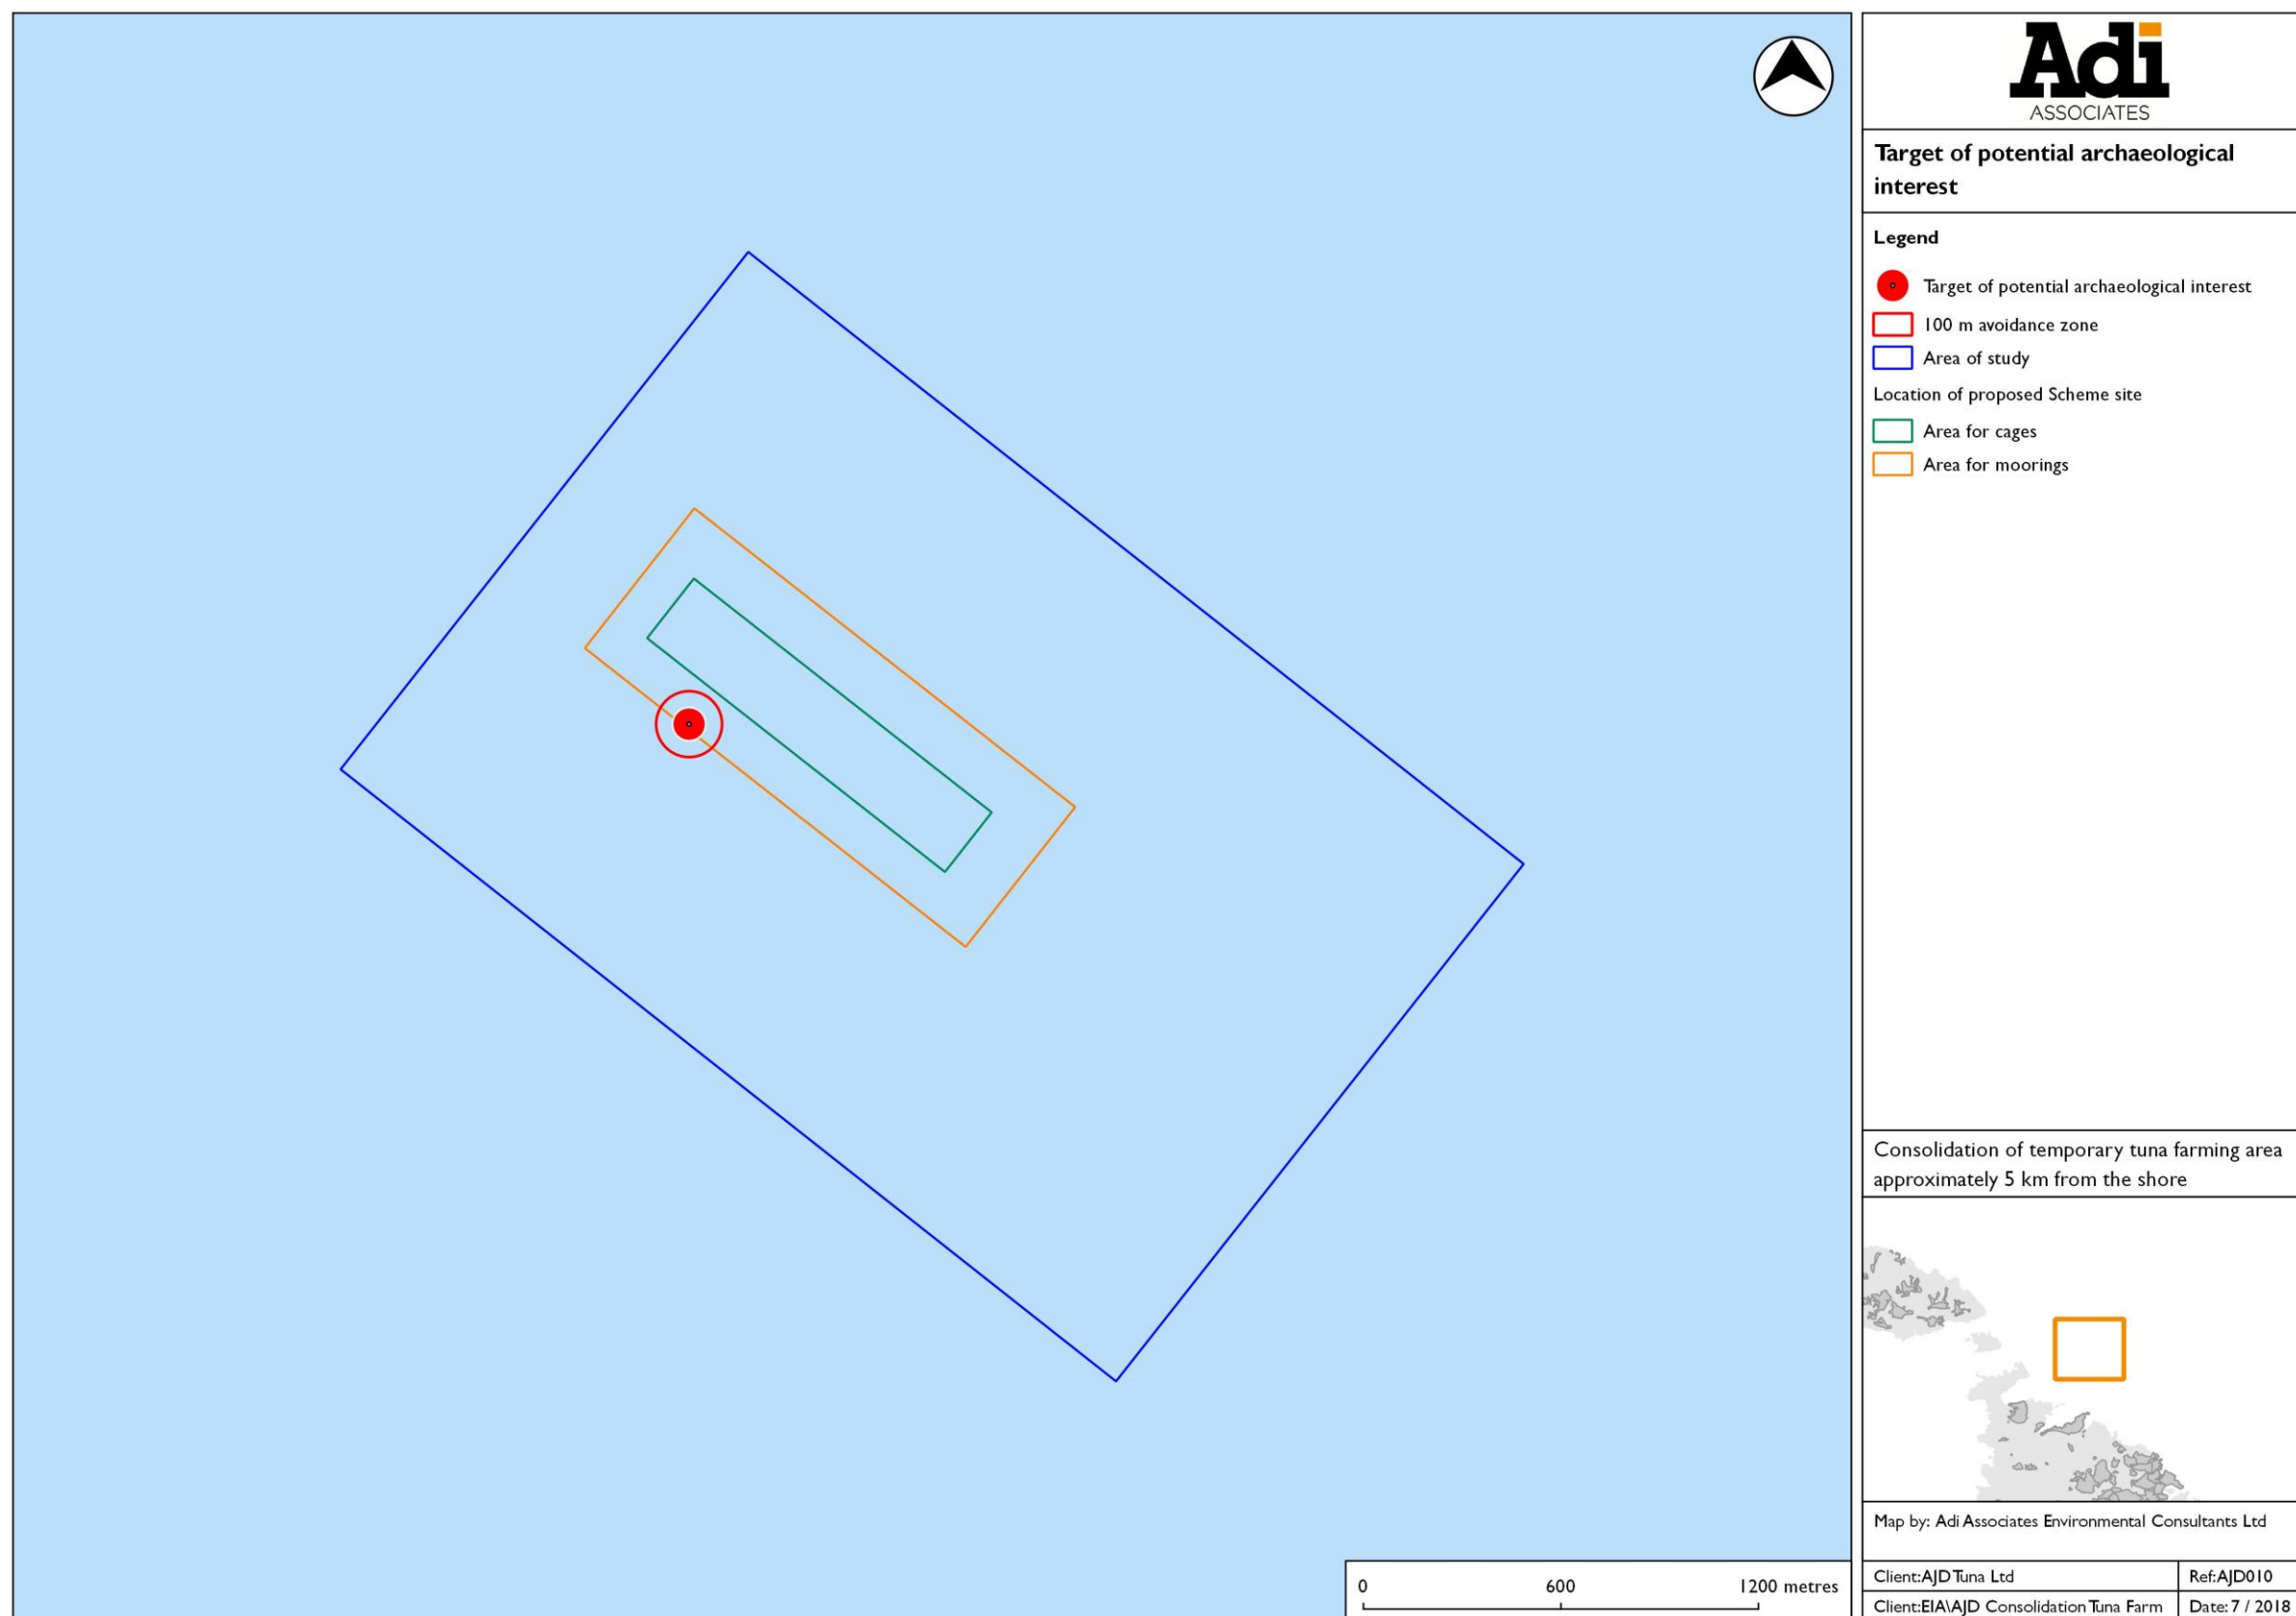 Adi
ASSOCIATES
Target of potential archaeological
interest
Legend
Target of potential archaeological interest
100 m avoidance zone
Area of study
Location of proposed Scheme site
Area for cages
Area for moorings
Consolidation of temporary tuna farming area
approximately 5 km from the shore
Map by: Adi Associates Environmental Consultants Ltd
Client:AJD Tuna Ltd
Ref:AJD010
Client:EIA\AJD Consolidation Tuna Farm
Date: 7 / 2018
0 600 1200 metres